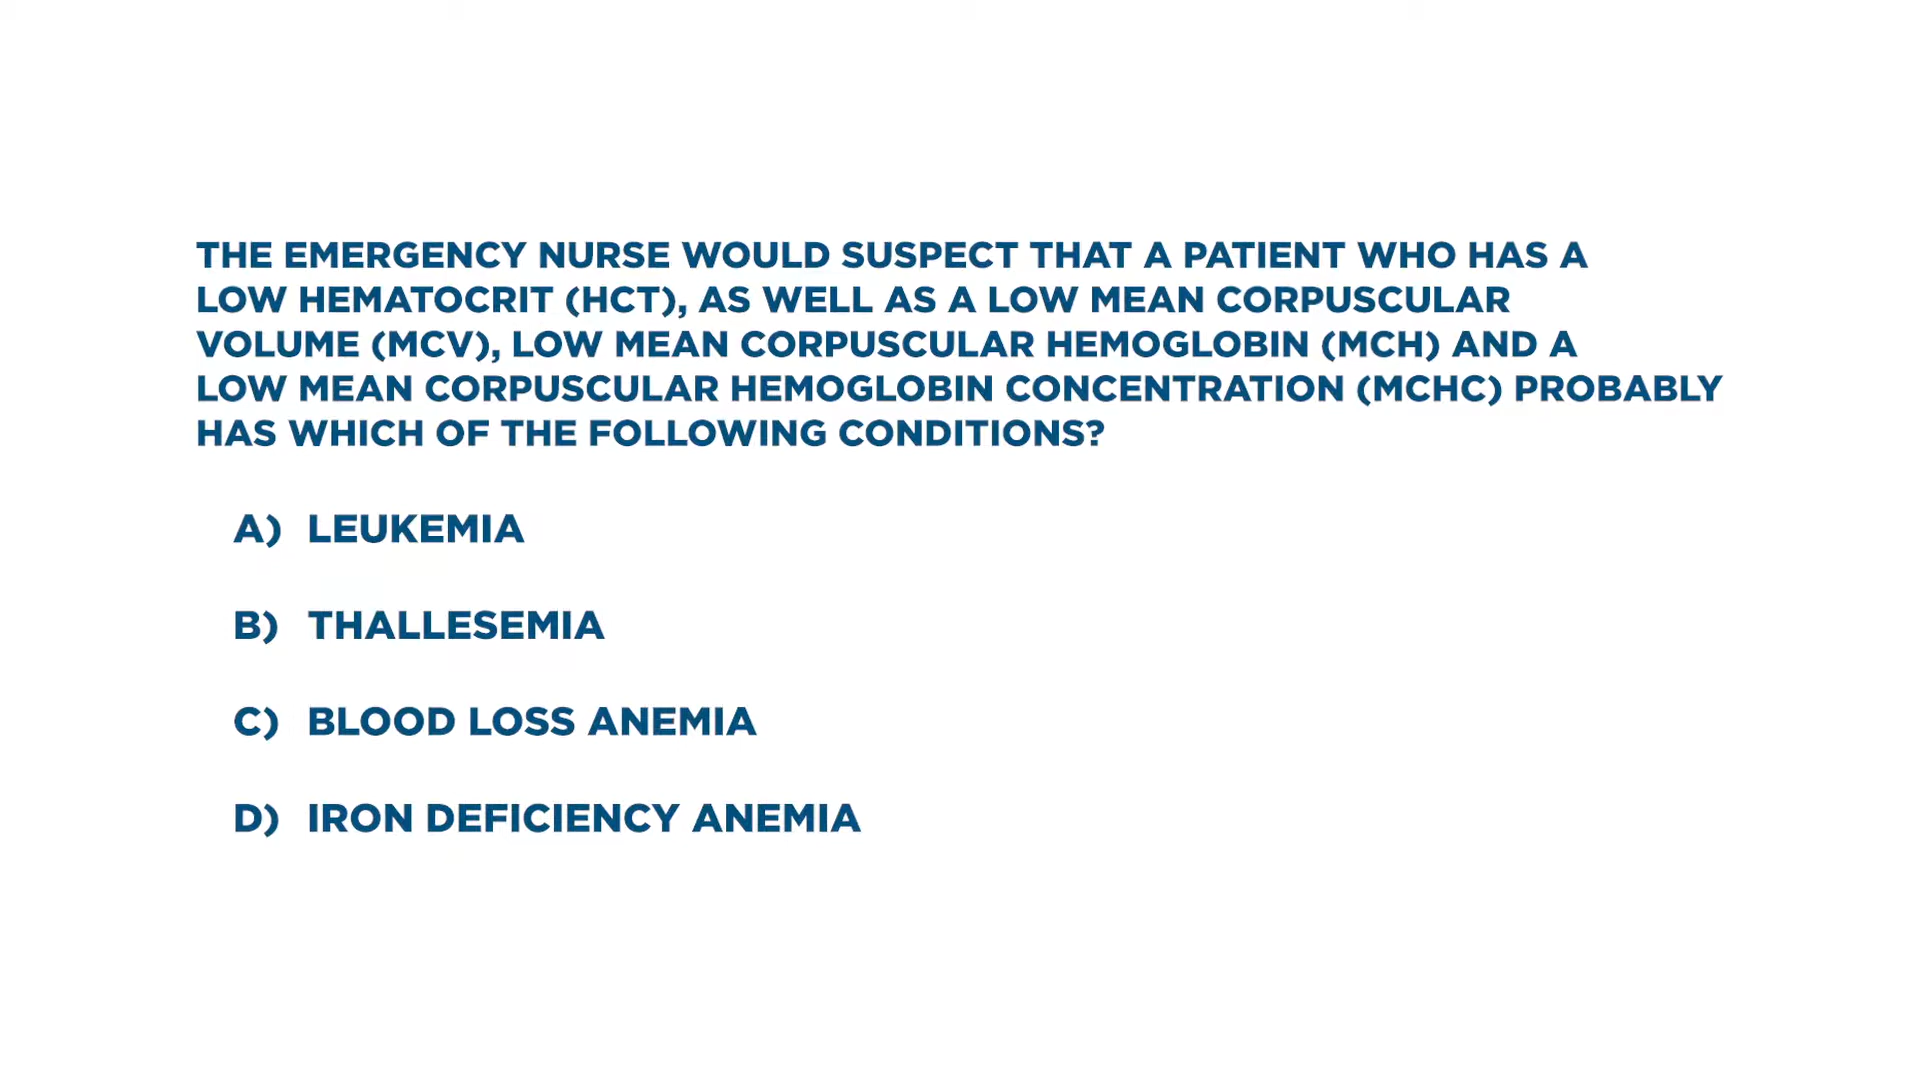 THE EMERGENCY NURSE WOULD SUSPECT THAT A PATIENT WHO HAS A
LOW HEMATOCRIT (HCT), AS WELL AS A LOW MEAN CORPUSCULAR
VOLUME (MCV), LOW MEAN CORPUSCULAR HEMOGLOBIN (MCH) AND A
LOW MEAN CORPUSCULAR HEMOGLOBIN CONCENTRATION (MCHC) PROBABLY
HAS WHICH OF THE FOLLOWING CONDITIONS?
A) LEUKEMIA
B) THALLESEMIA
C) BLOOD LOSS ANEMIA
D) IRON DEFICIENCY ANEMIA